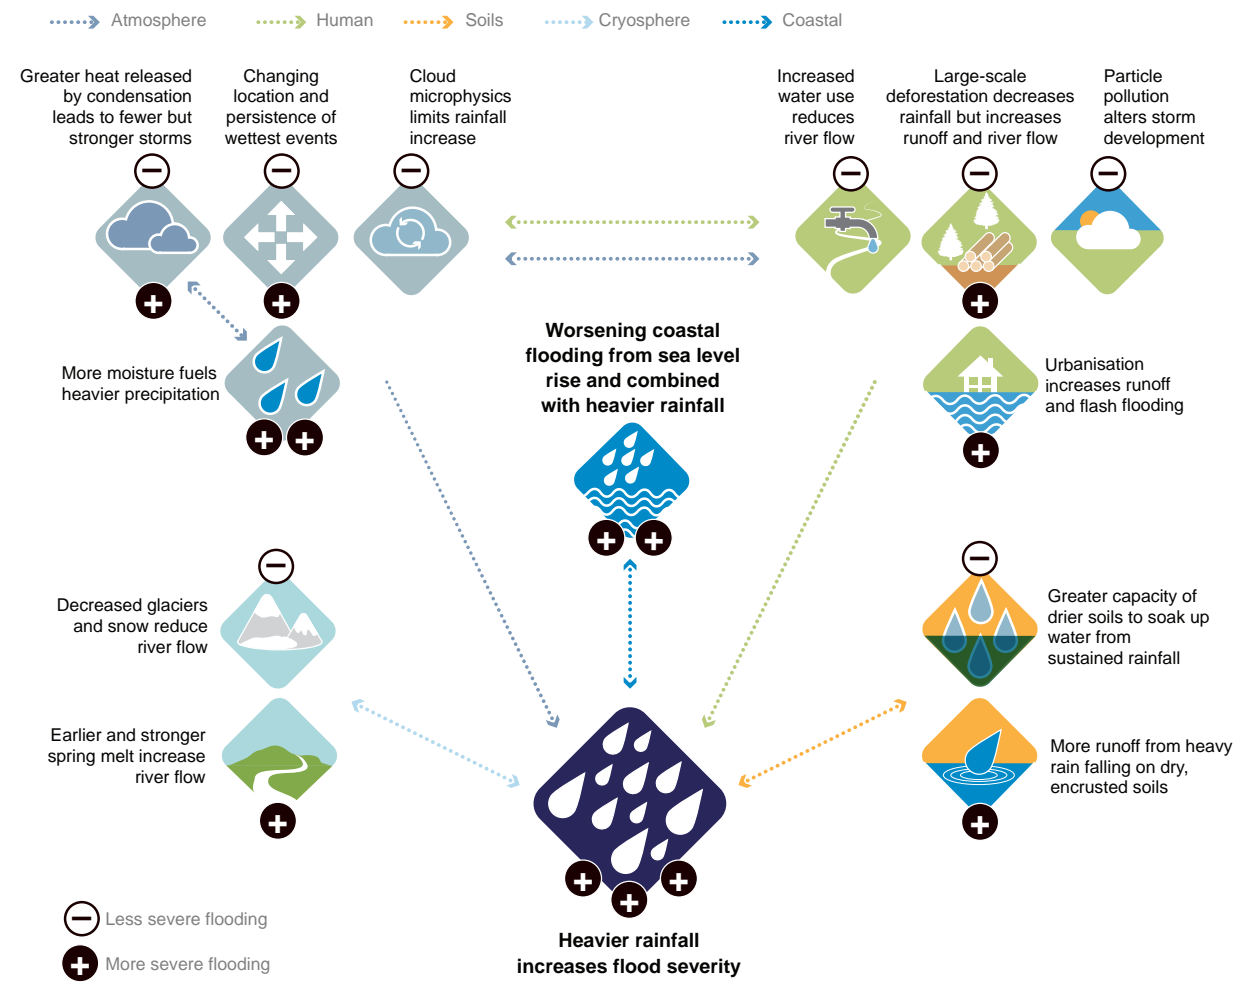 Atmosphere
Human
Soils
Cryosphere
Coastal
Greater heat released
by condensation
leads to fewer but
stronger storms
Changing
location and
persistence of
wettest events
Cloud
microphysics
limits rainfall
increase
Increased
water use
reduces
river flow
Large-scale
deforestation decreases
rainfall but increases
runoff and river flow
Particle
pollution
alters storm
development
More moisture fuels
heavier precipitation
Worsening coastal
flooding from sea level
rise and combined
with heavier rainfall
Urbanisation
increases runoff
and flash flooding
Decreased glaciers
and snow reduce
river flow
Greater capacity of
drier soils to soak up
water from
sustained rainfall
Earlier and stronger
spring melt increase
river flow
More runoff from heavy
rain falling on dry,
encrusted soils
Less severe flooding
More severe flooding
Heavier rainfall
increases flood severity